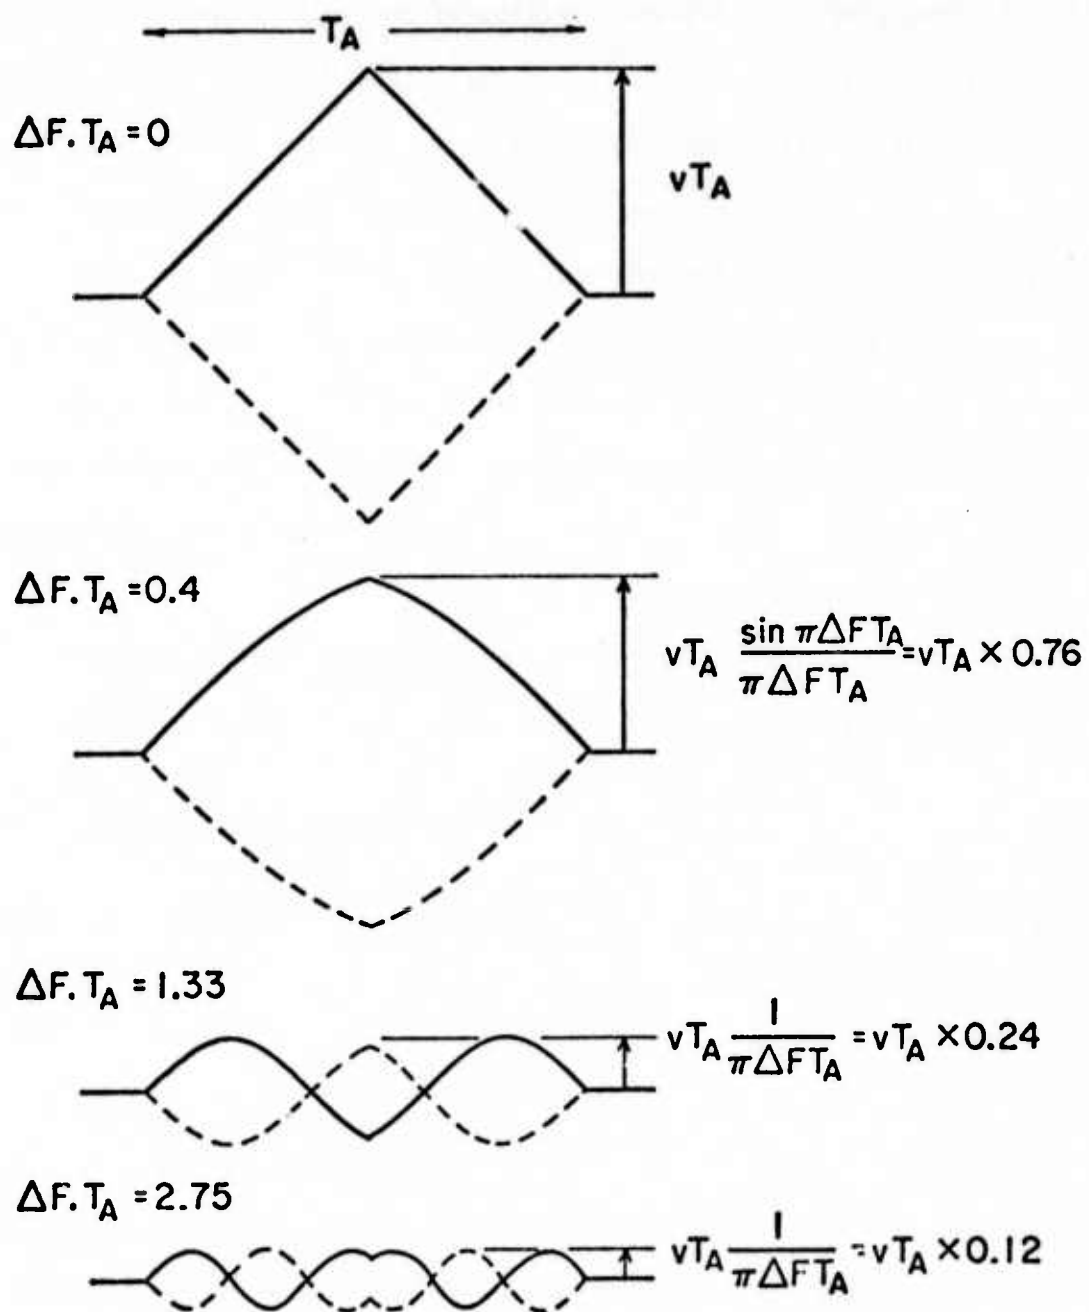 T_A
ΔF.T_A = 0
vT_A
ΔF.T_A = 0.4
vT_A sin πΔFT_A / πΔFT_A = vT_A × 0.76
ΔF.T_A = 1.33
vT_A 1 / πΔFT_A = vT_A × 0.24
ΔF.T_A = 2.75
vT_A 1 / πΔFT_A = vT_A × 0.12